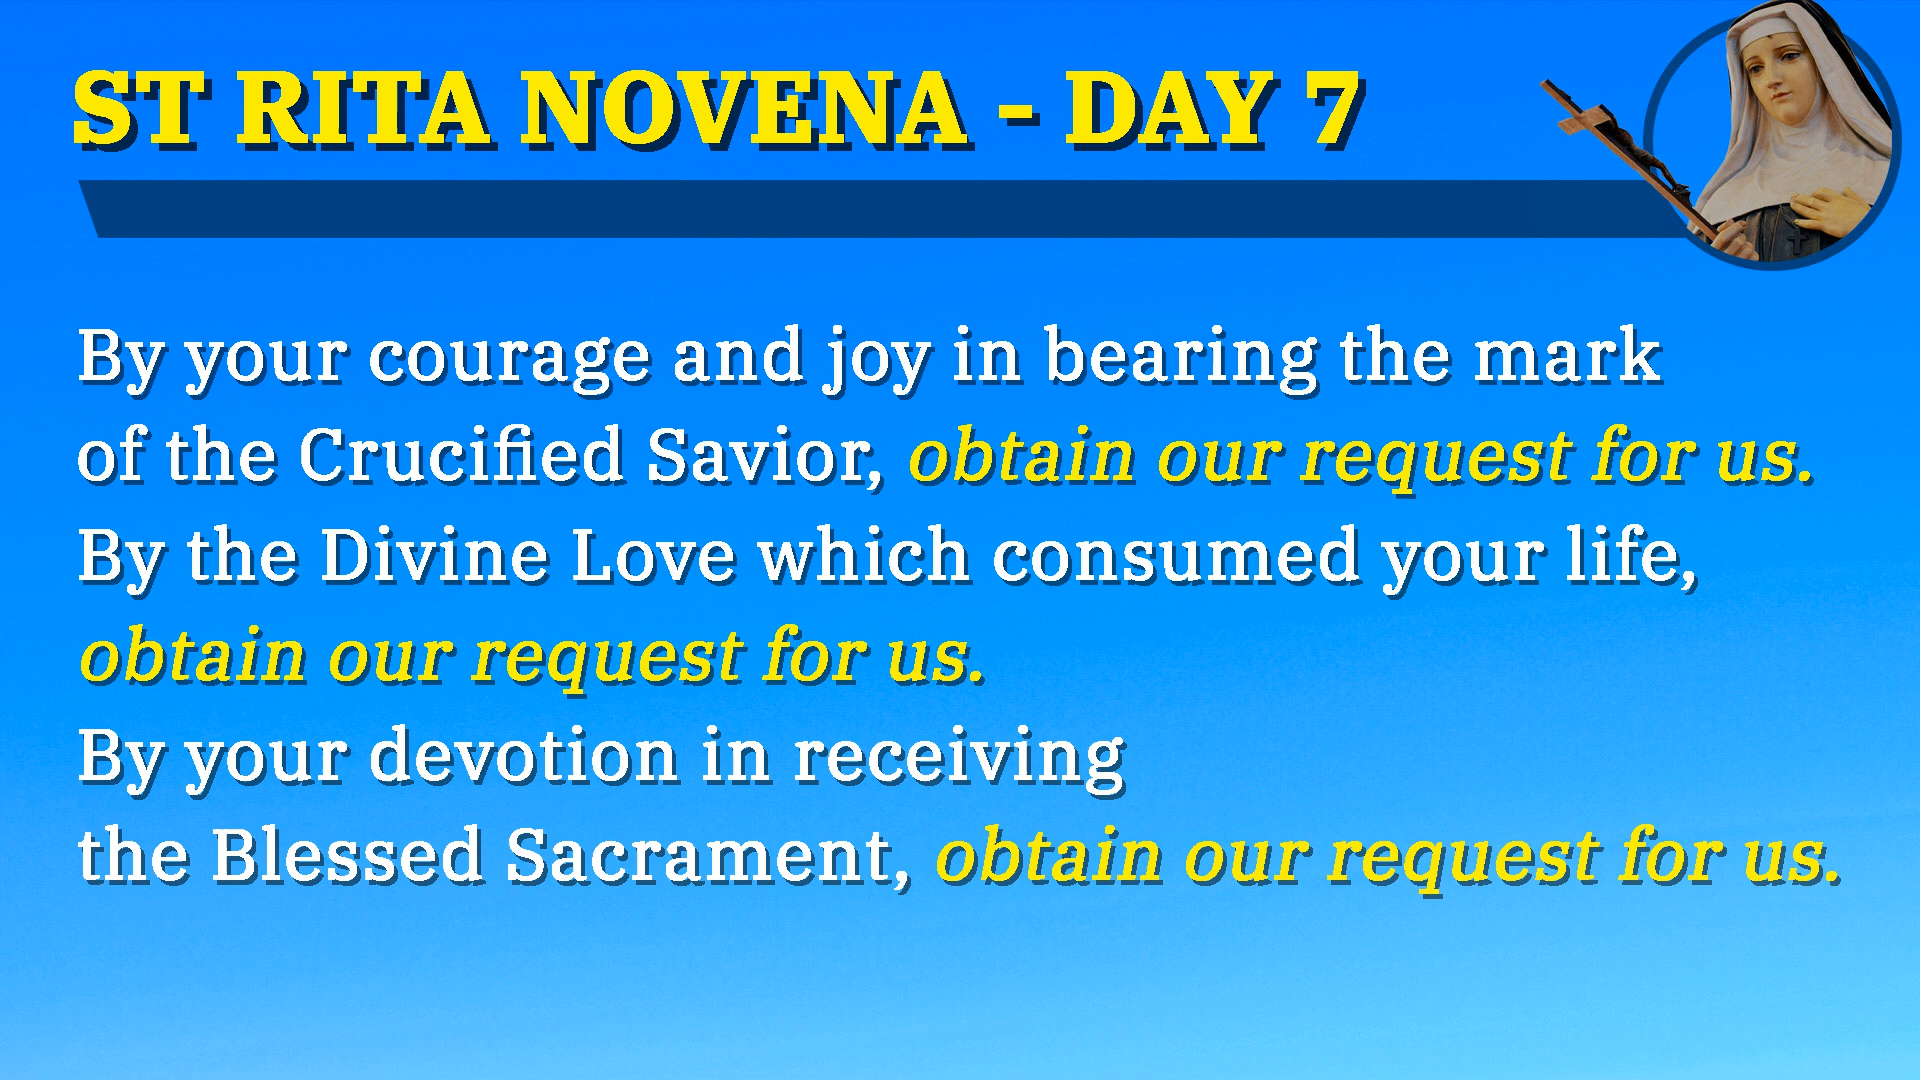 ST RITA NOVENA - DAY 7
By your courage and joy in bearing the mark
of the Crucified Savior, obtain our request for us.
By the Divine Love which consumed your life,
obtain our request for us.
By your devotion in receiving
the Blessed Sacrament, obtain our request for us.